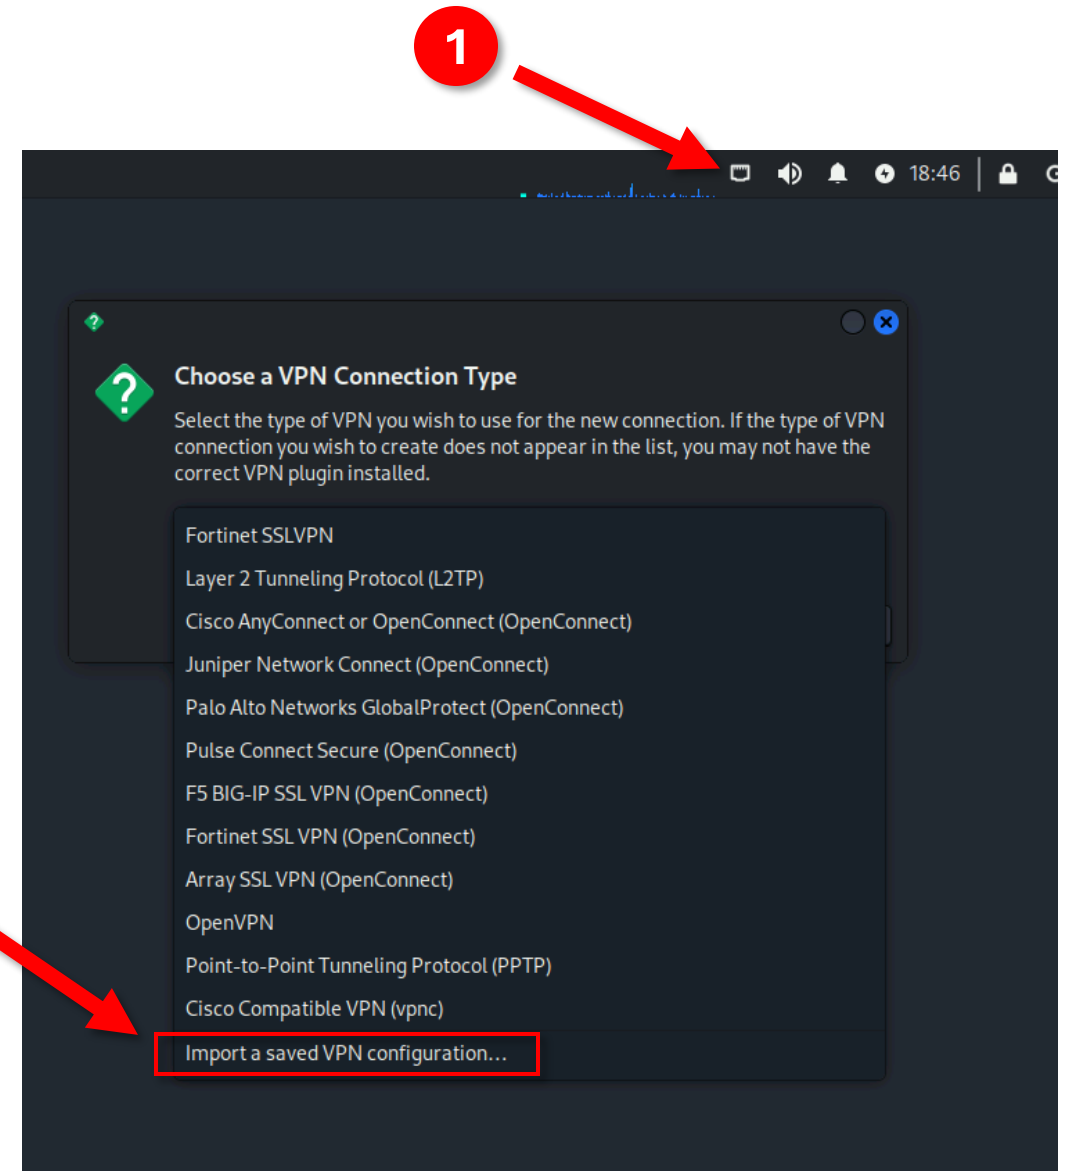 1
18:46
Choose a VPN Connection Type
Select the type of VPN you wish to use for the new connection. If the type of VPN
connection you wish to create does not appear in the list, you may not have the
correct VPN plugin installed.
Fortinet SSLVPN
Layer 2 Tunneling Protocol (L2TP)
Cisco AnyConnect or OpenConnect (OpenConnect)
Juniper Network Connect (OpenConnect)
Palo Alto Networks GlobalProtect (OpenConnect)
Pulse Connect Secure (OpenConnect)
F5 BIG-IP SSL VPN (OpenConnect)
Fortinet SSL VPN (OpenConnect)
Array SSL VPN (OpenConnect)
OpenVPN
Point-to-Point Tunneling Protocol (PPTP)
Cisco Compatible VPN (vpnc)
Import a saved VPN configuration...